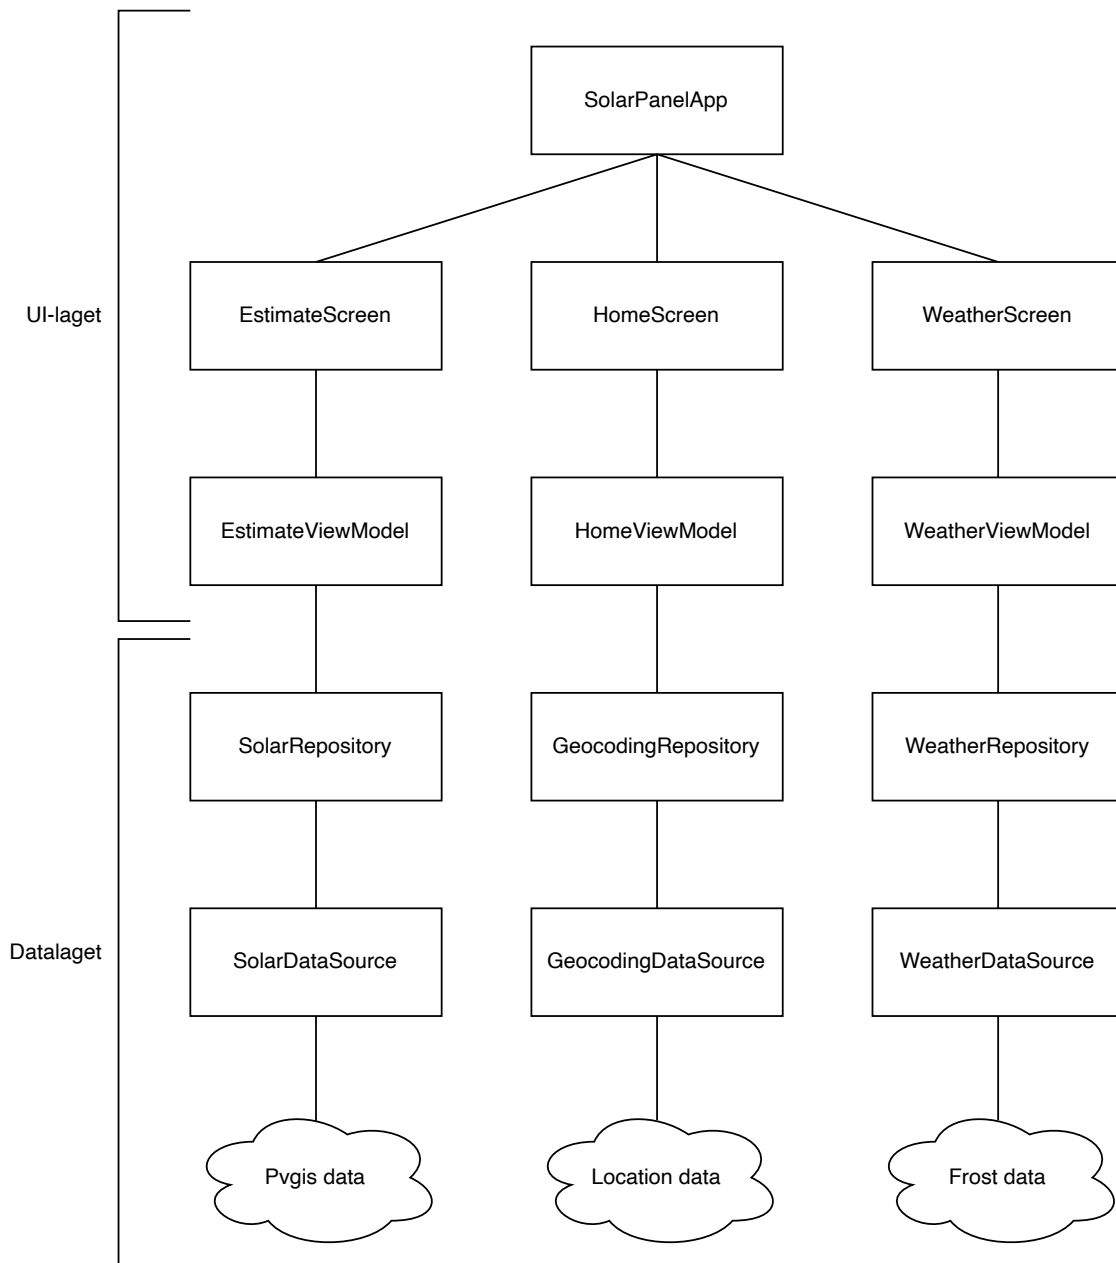 SolarPanelApp
UI-laget
EstimateScreen
HomeScreen
WeatherScreen
EstimateViewModel
HomeViewModel
WeatherViewModel
SolarRepository
GeocodingRepository
WeatherRepository
Datalaget
SolarDataSource
GeocodingDataSource
WeatherDataSource
Pvgis data
Location data
Frost data